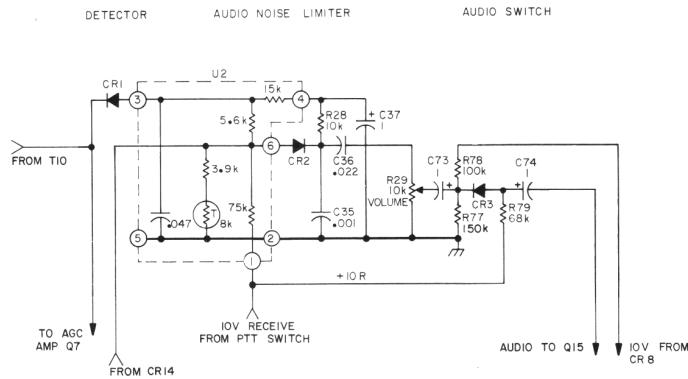 DETECTOR
AUDIO NOISE LIMITER
AUDIO SWITCH
U2
CR1
3
15k
4
5.6k
R28
10k
+ C37
1
6
CR2
C36
.022
FROM T10
3.9k
T
8k
75k
.047
5
2
1
C35
.001
R29
10k
VOLUME
C73
1
+
R78
100k
CR3
C74
1
+
R77
150k
R79
68k
+10R
TO AGC
AMP Q7
FROM CR14
10V RECEIVE
FROM PTT SWITCH
AUDIO TO Q15
10V FROM
CR8